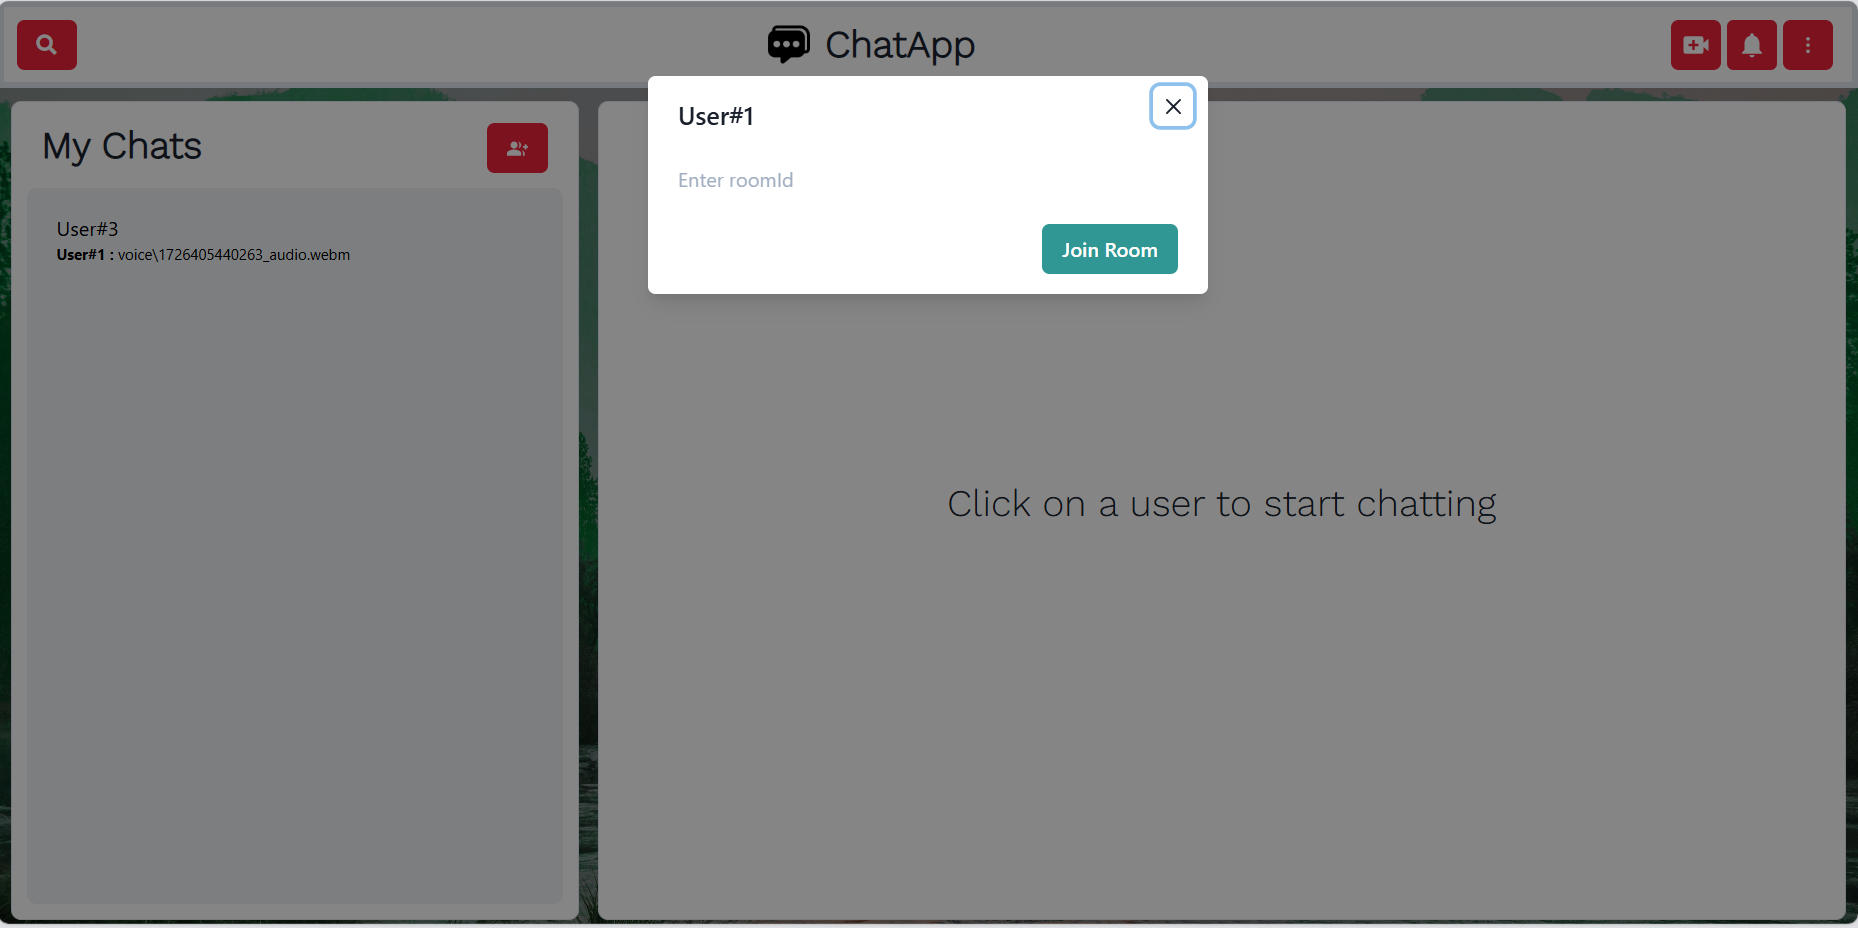 ChatApp
My Chats
User#3
User#1 : voice\1726405440263_audio.webm
User#1
Enter roomId
Join Room
Click on a user to start chatting